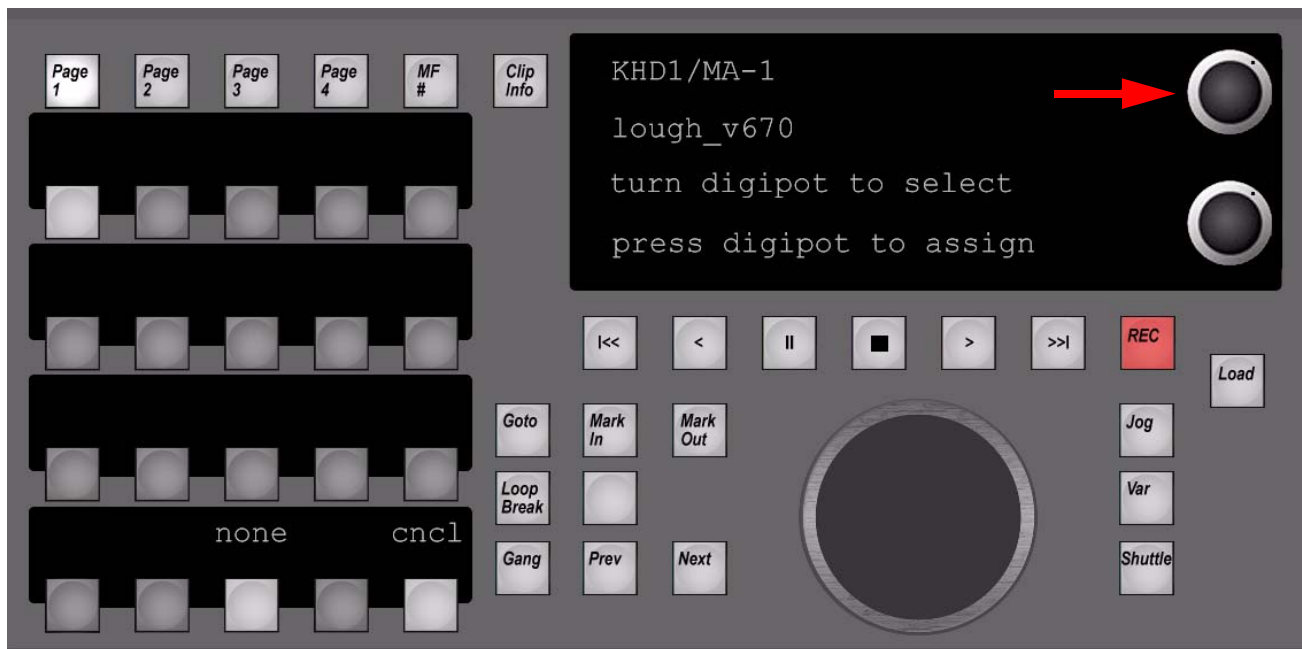 Page 1
Page 2
Page 3
Page 4
MF #
Clip Info
KHD1/MA-1
lough_v670
turn digipot to select
press digipot to assign
|<<
<
II
■
>
>>|
REC
Load
Goto
Mark In
Mark Out
Jog
Loop Break
Var
none
cncl
Gang
Prev
Next
Shuttle